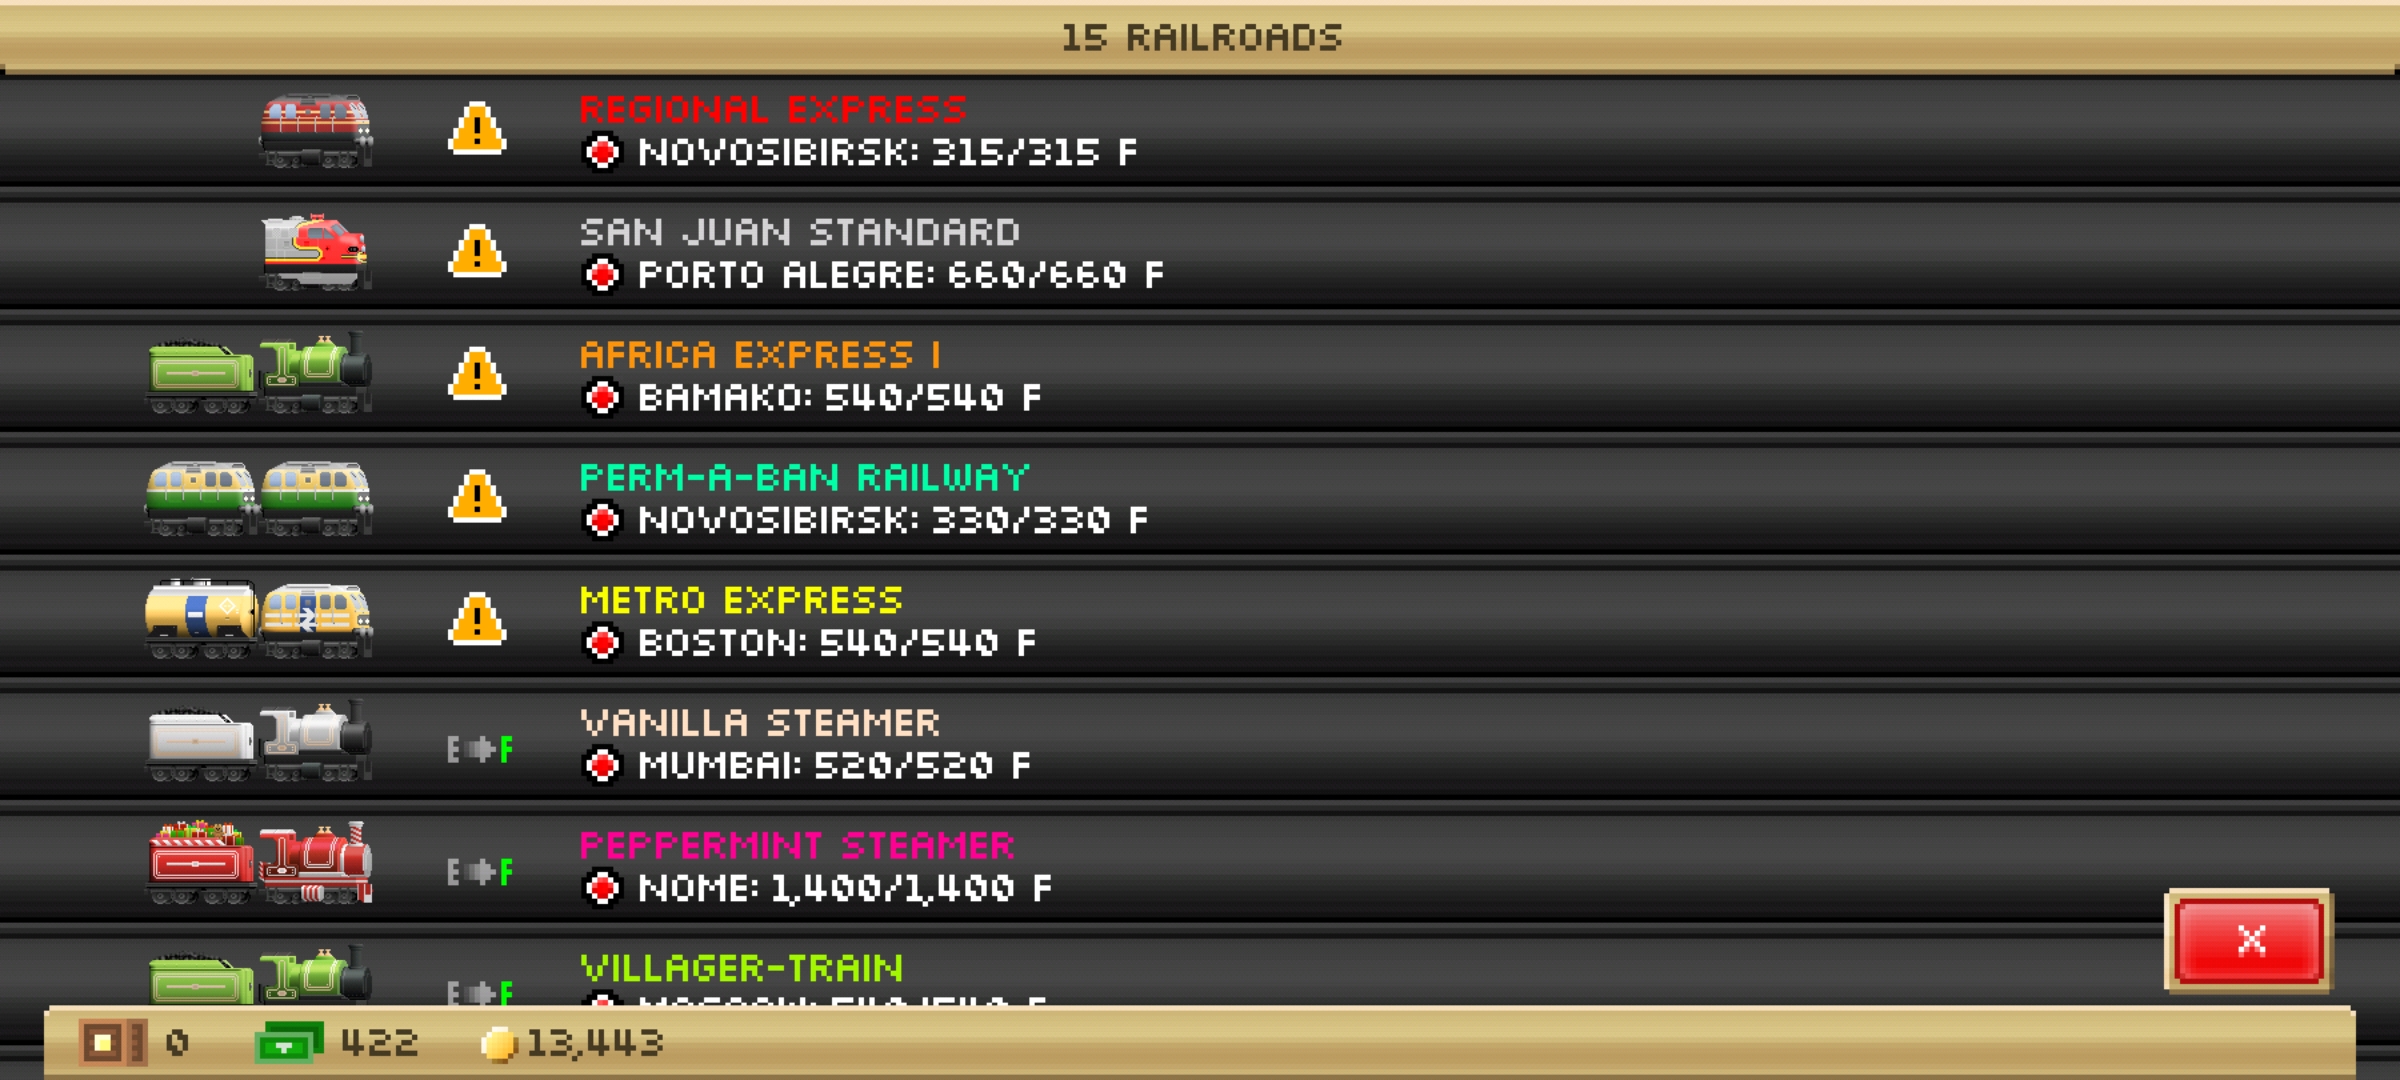 15 RAILROADS
REGIONAL EXPRESS
NOVOSIBIRSK: 315/315 F
SAN JUAN STANDARD
PORTO ALEGRE: 660/660 F
AFRICA EXPRESS I
BAMAKO: 540/540 F
PERM-A-BAN RAILWAY
NOVOSIBIRSK: 330/330 F
METRO EXPRESS
BOSTON: 540/540 F
VANILLA STEAMER
E F
MUMBAI: 520/520 F
PEPPERMINT STEAMER
E F
NOME: 1,400/1,400 F
VILLAGER-TRAIN
E F
X
0 422 13,443